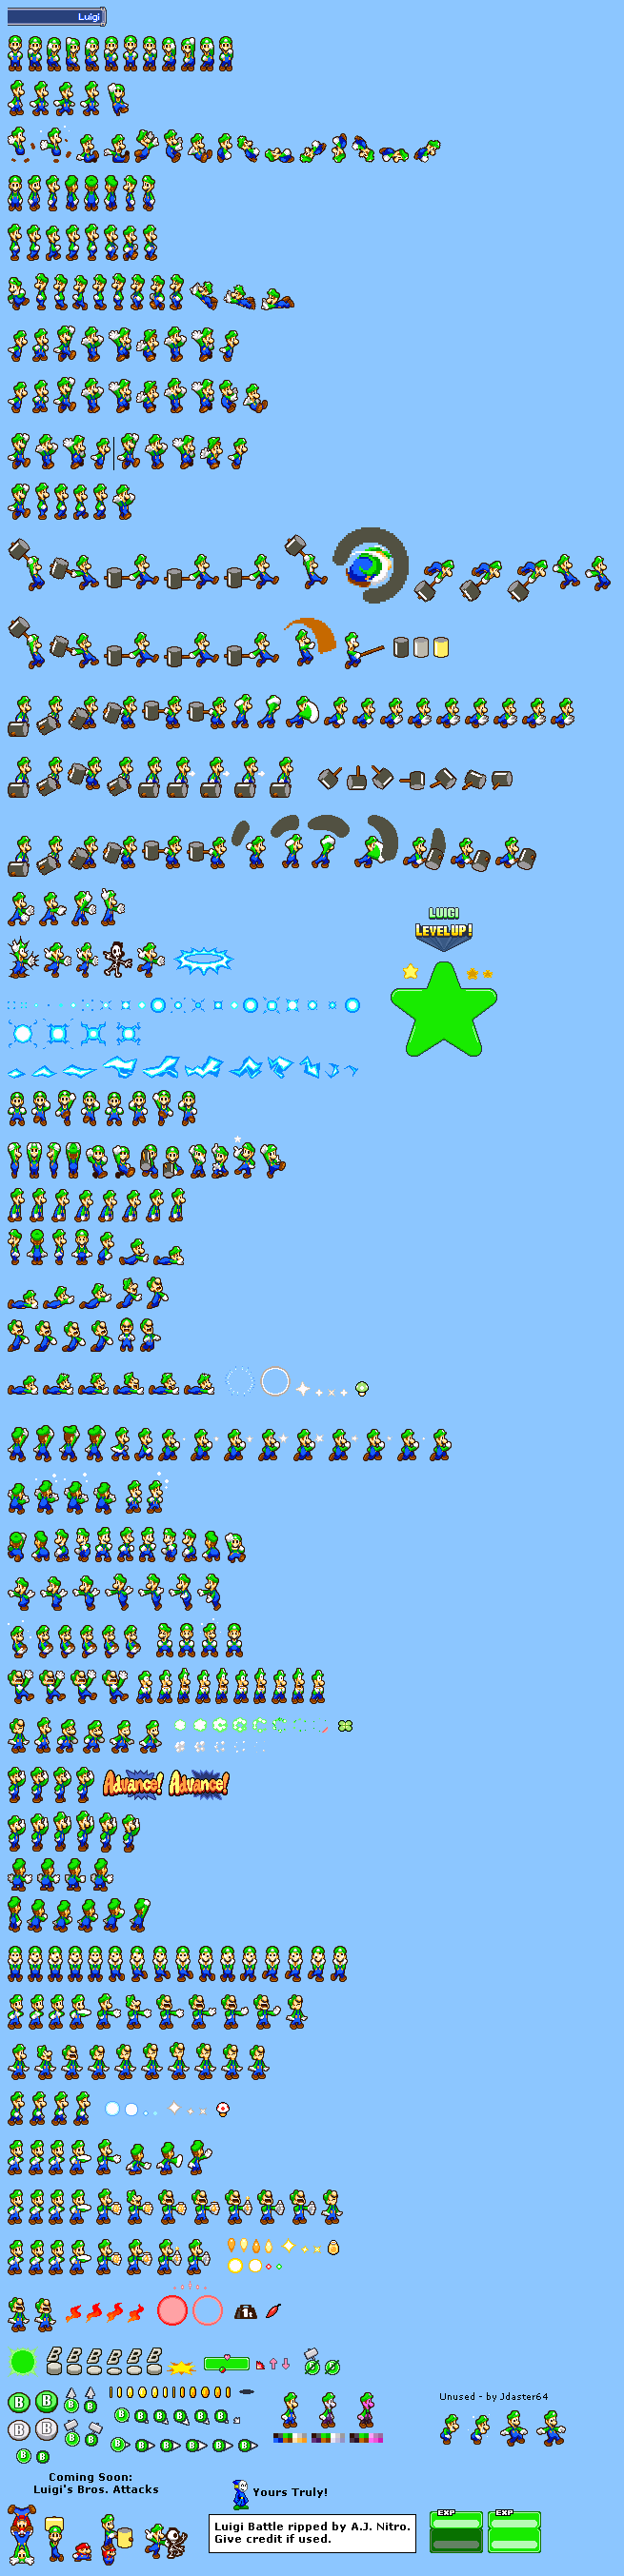 Luigi
LUIGI
LEVEL UP!
Advance! Advance!
B B B B B B
B B
B B B B B B
B B B B
B B B B B B
B B
Unused - by Jdaster64
Coming Soon:
Luigi's Bros. Attacks
Yours Truly!
Luigi Battle ripped by A.J. Nitro.
Give credit if used.
EXP EXP